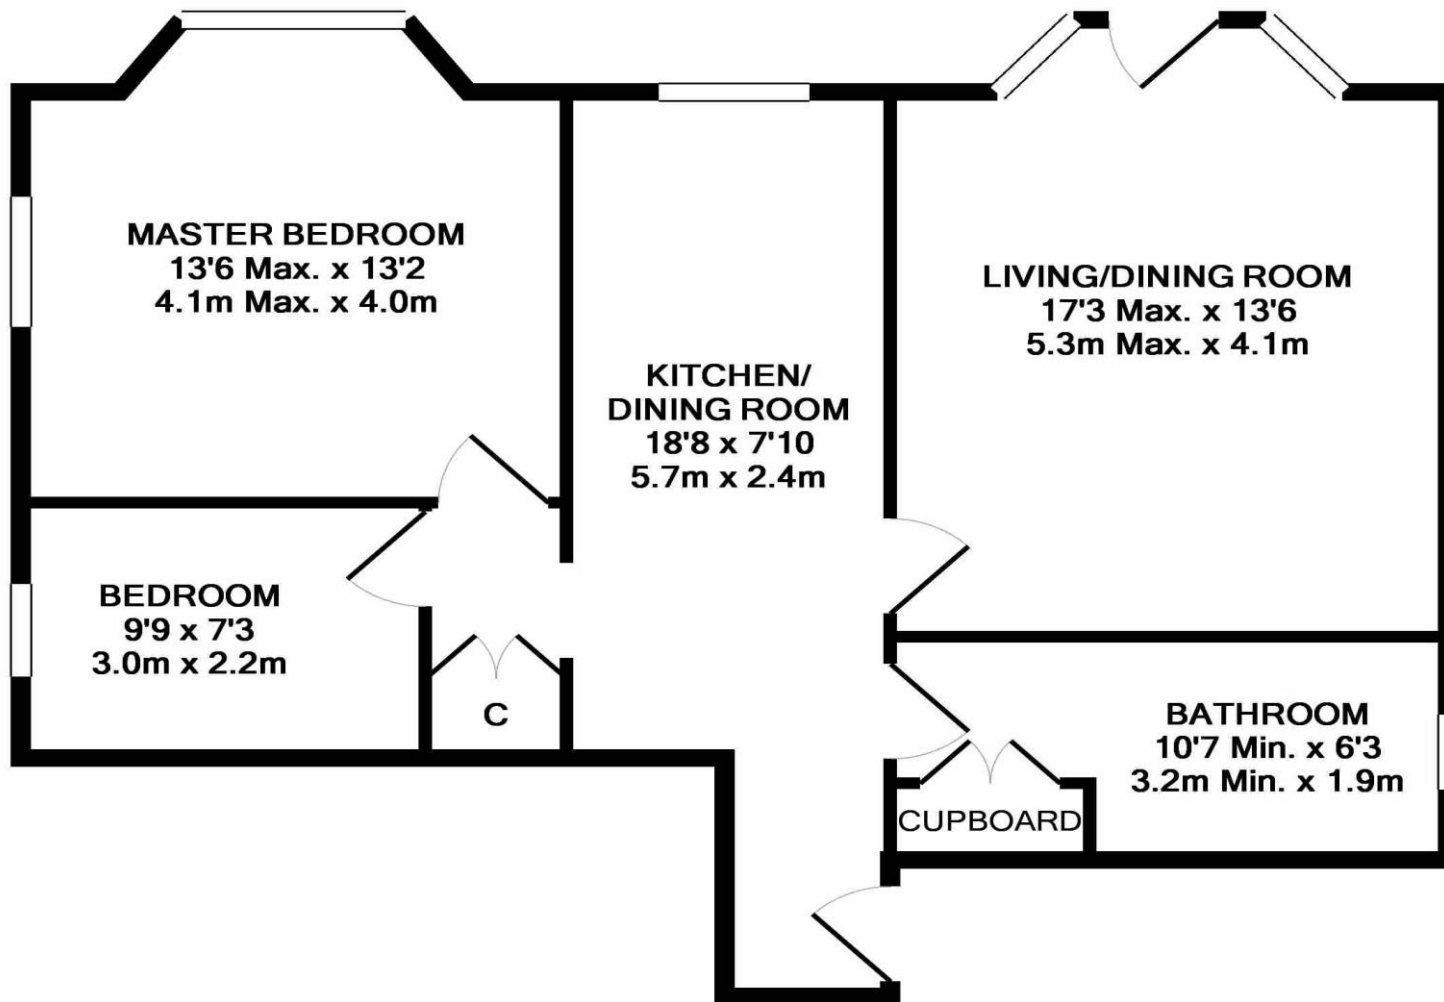 MASTER BEDROOM
13'6 Max. x 13'2
4.1m Max. x 4.0m
LIVING/DINING ROOM
17'3 Max. x 13'6
5.3m Max. x 4.1m
KITCHEN/
DINING ROOM
18'8 x 7'10
5.7m x 2.4m
BEDROOM
9'9 x 7'3
3.0m x 2.2m
C
BATHROOM
10'7 Min. x 6'3
3.2m Min. x 1.9m
CUPBOARD